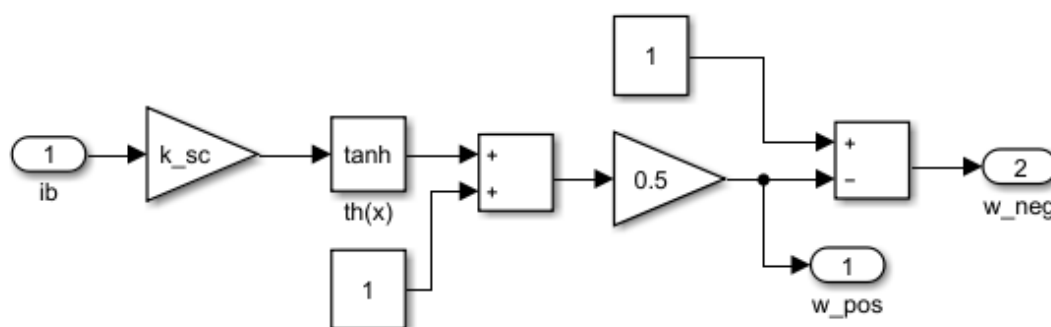 1
ib
k_sc
tanh
th(x)
1
+
+
0.5
1
+
−
2
w_neg
1
w_pos